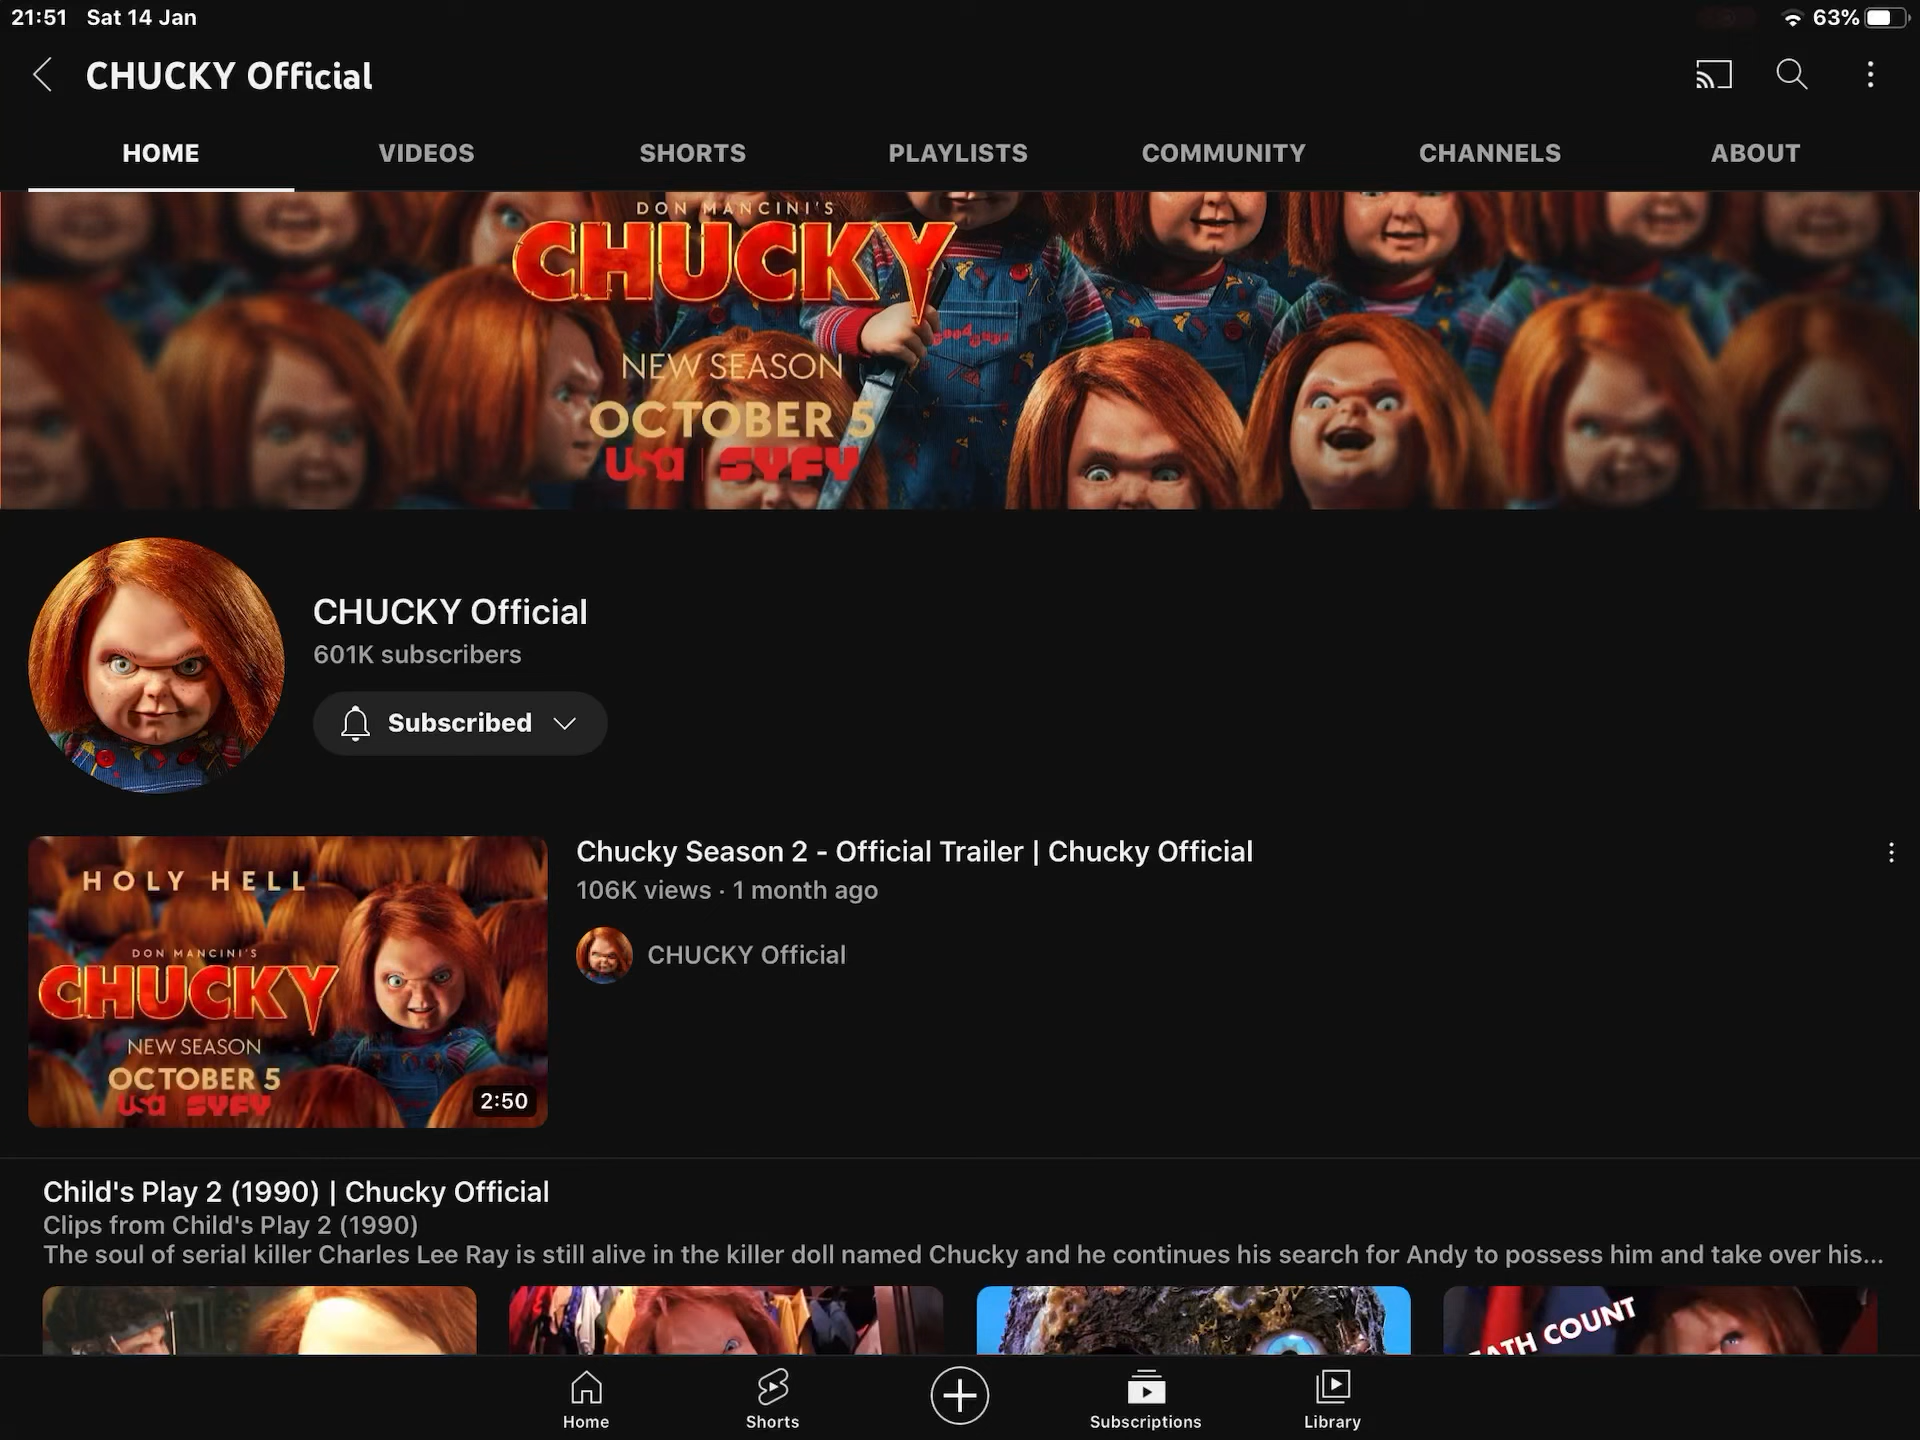 21:51 Sat 14 Jan
63%
CHUCKY Official
HOME VIDEOS SHORTS PLAYLISTS COMMUNITY CHANNELS ABOUT
DON MANCINI'S
CHUCKY
NEW SEASON
OCTOBER 5
USA SYFY
CHUCKY Official
601K subscribers
Subscribed
HOLY HELL
DON MANCINI'S
CHUCKY
NEW SEASON
OCTOBER 5
USA SYFY
2:50
Chucky Season 2 - Official Trailer | Chucky Official
106K views · 1 month ago
CHUCKY Official
Child's Play 2 (1990) | Chucky Official
Clips from Child's Play 2 (1990)
The soul of serial killer Charles Lee Ray is still alive in the killer doll named Chucky and he continues his search for Andy to possess him and take over his...
COUNT
Home Shorts Subscriptions Library